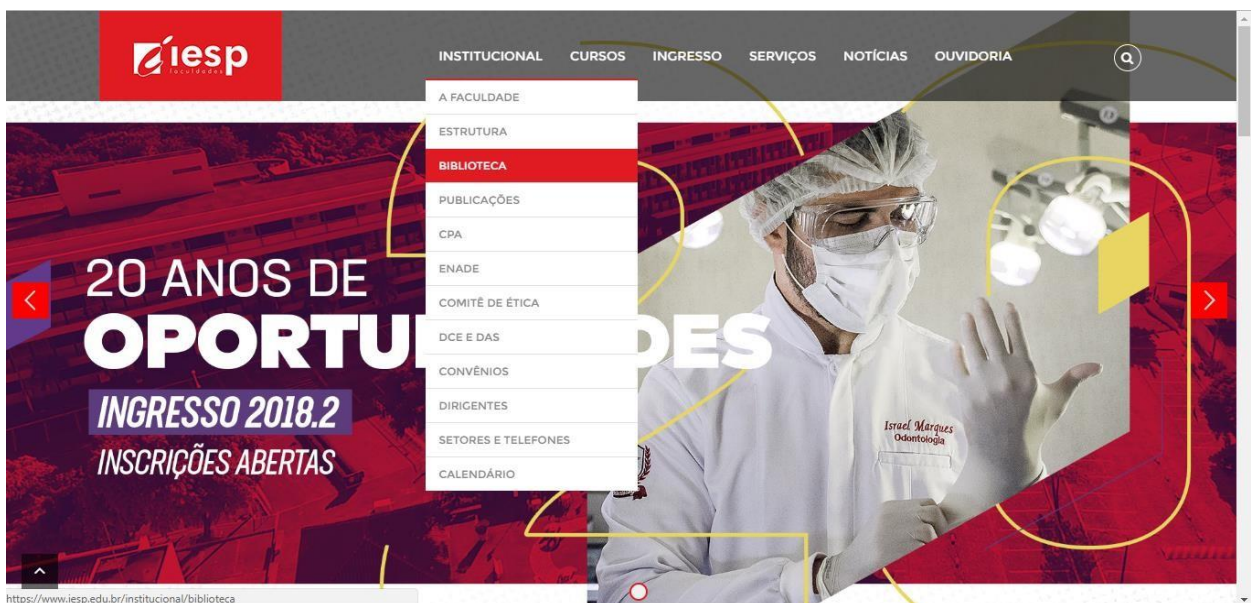 iesp
faculdades
INSTITUCIONAL CURSOS INGRESSO SERVIÇOS NOTÍCIAS OUVIDORIA
A FACULDADE
ESTRUTURA
BIBLIOTECA
PUBLICAÇÕES
CPA
ENADE
COMITÊ DE ÉTICA
DCE E DAS
CONVÊNIOS
DIRIGENTES
SETORES E TELEFONES
CALENDÁRIO
20 ANOS DE
INGRESSO 2018.2
INSCRIÇÕES ABERTAS
Israel Marques
Odontologia
https://www.iesp.edu.br/institucional/biblioteca